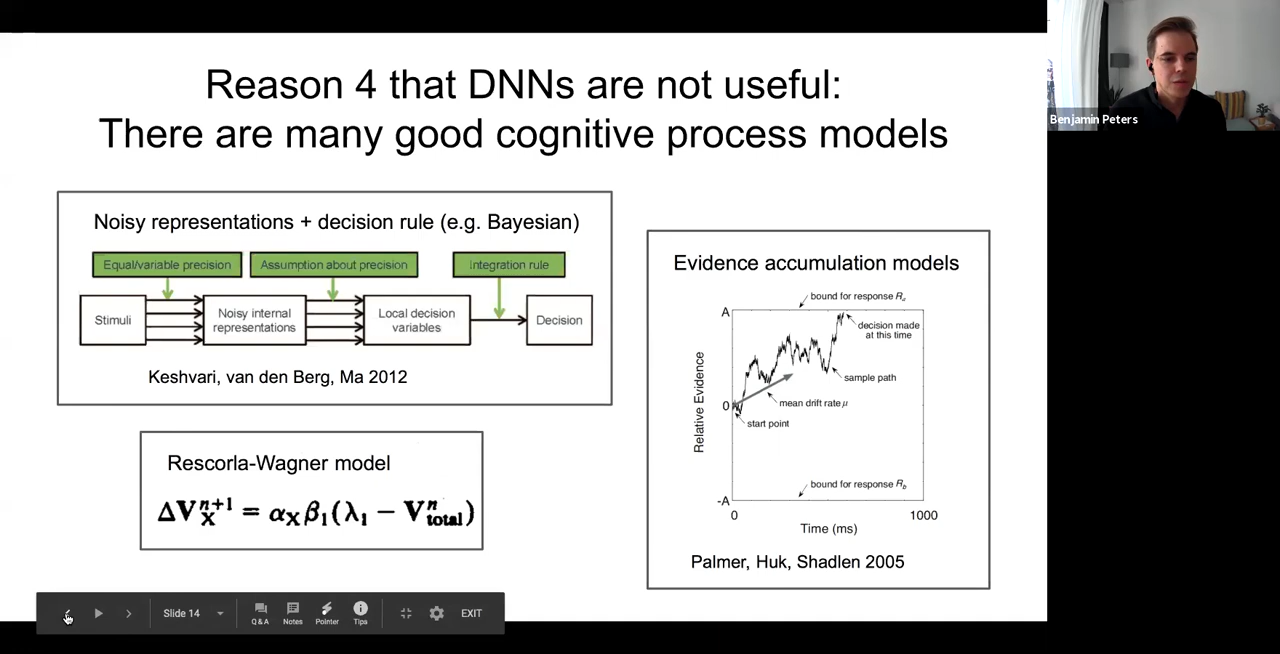 Reason 4 that DNNs are not useful:
There are many good cognitive process models
Benjamin Peters
Noisy representations + decision rule (e.g. Bayesian)
Equal/variable precision
Assumption about precision
Integration rule
Stimuli
Noisy internal
representations
Local decision
variables
Decision
Keshvari, van den Berg, Ma 2012
Rescorla-Wagner model
ΔV_X^{n+1} = α_X β_1(λ_1 − V_total^n)
Evidence accumulation models
bound for response R_c
A
decision made
at this time
sample path
mean drift rate μ
0
start point
Relative Evidence
bound for response R_b
-A
0
1000
Time (ms)
Palmer, Huk, Shadlen 2005
Slide 14
Q & A
Notes
Pointer
Tips
EXIT